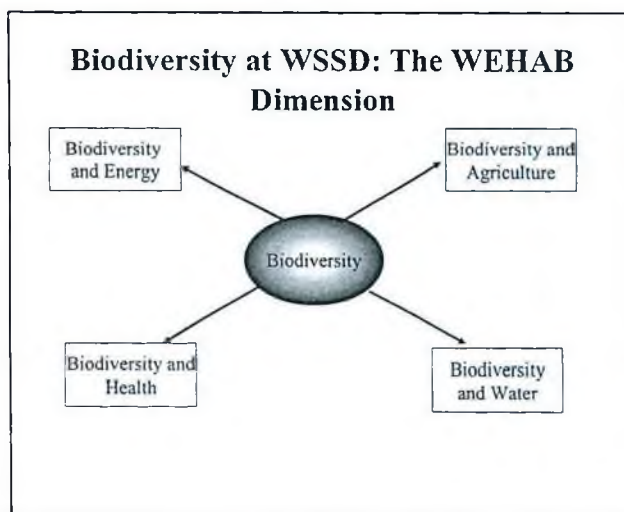 Biodiversity at WSSD: The WEHAB
Dimension
Biodiversity
and Energy
Biodiversity and
Agriculture
Biodiversity
Biodiversity and
Health
Biodiversity
and Water